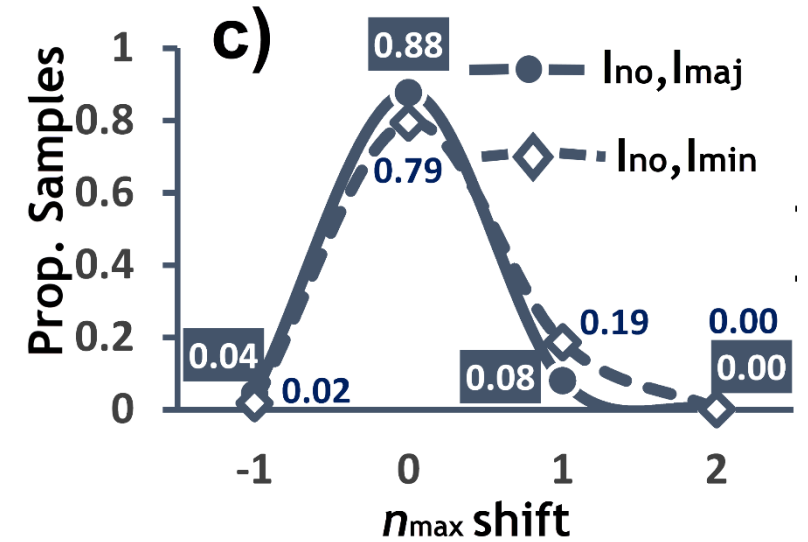 c)
Prop. Samples
1
0.8
0.6
0.4
0.2
0
0.88
0.79
Ino,Imaj
Ino,Imin
0.04
0.02
0.08
0.19
0.00
0.00
-1 0 1 2
nmax shift